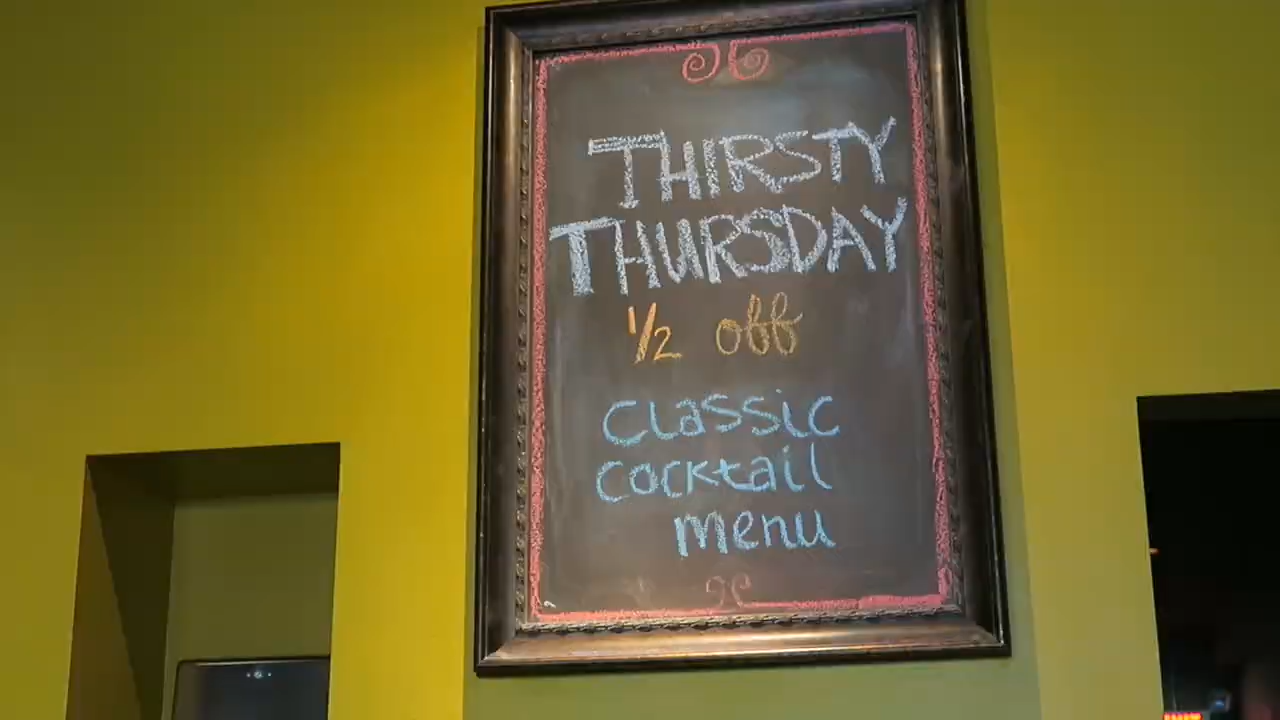 THIRSTY
THURSDAY
1/2 off
Classic
cocktail
menu